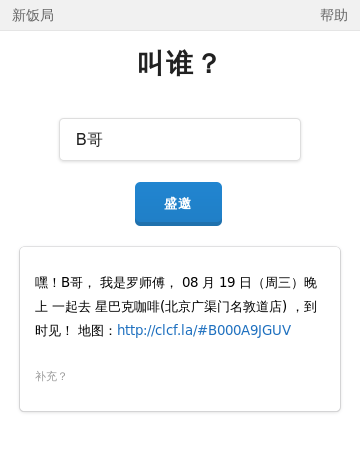 新饭局 帮助
叫谁？
B哥
盛邀
嘿！B哥， 我是罗师傅， 08 月 19 日（周三）晚
上 一起去 星巴克咖啡(北京广渠门名敦道店) ，到
时见！ 地图：http://clcf.la/#B000A9JGUV
补充？